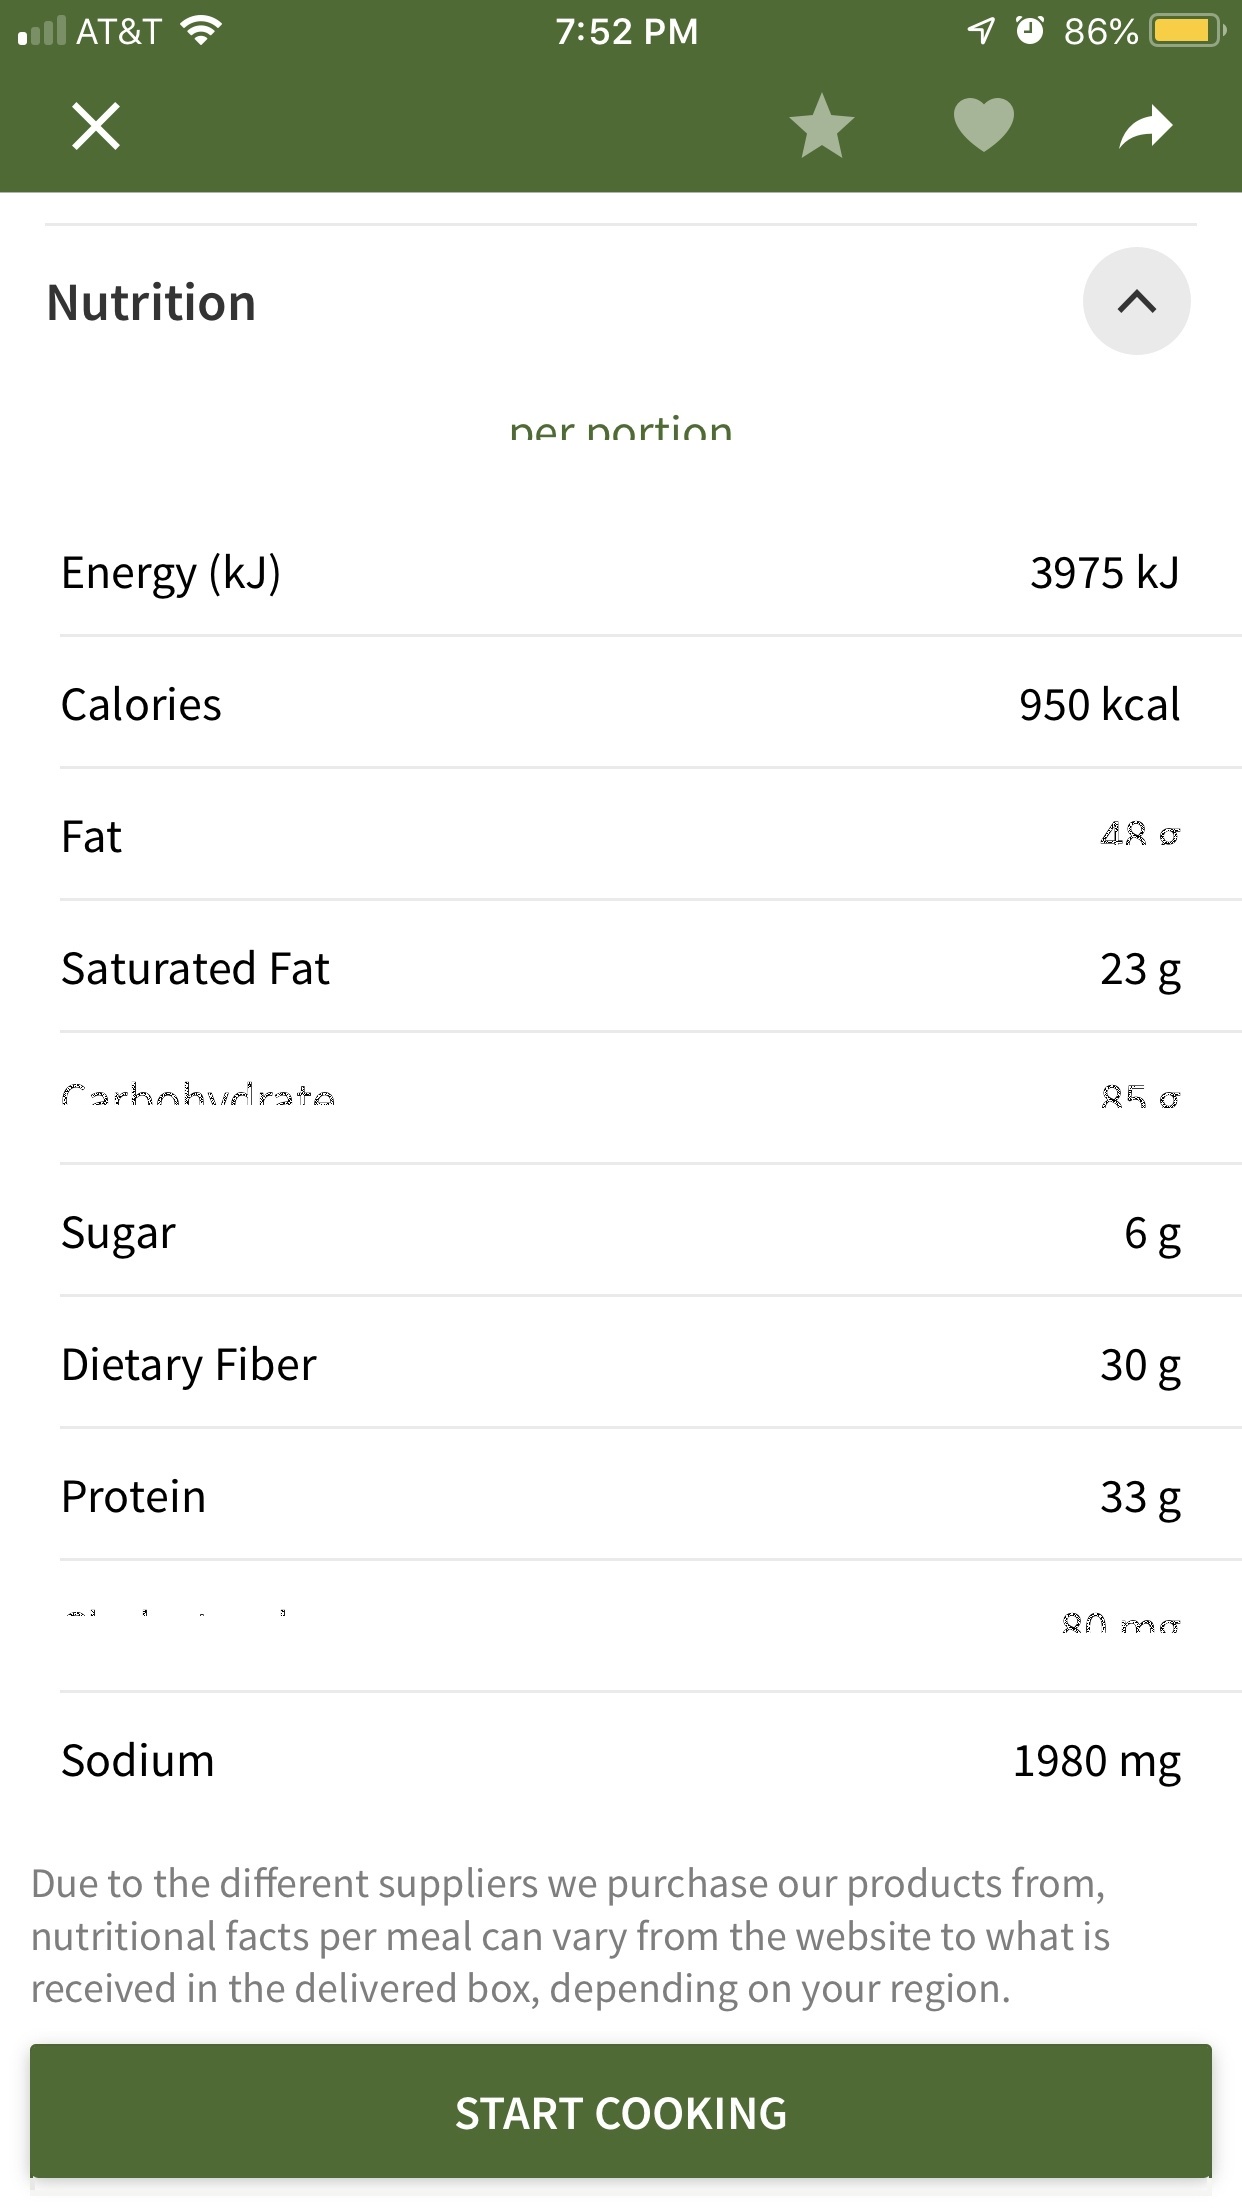 AT&T 7:52 PM 86%
Nutrition
per portion
Energy (kJ) 3975 kJ
Calories 950 kcal
Fat 48 g
Saturated Fat 23 g
Carbohydrate 85 g
Sugar 6 g
Dietary Fiber 30 g
Protein 33 g
80 mg
Sodium 1980 mg
Due to the different suppliers we purchase our products from,
nutritional facts per meal can vary from the website to what is
received in the delivered box, depending on your region.
START COOKING